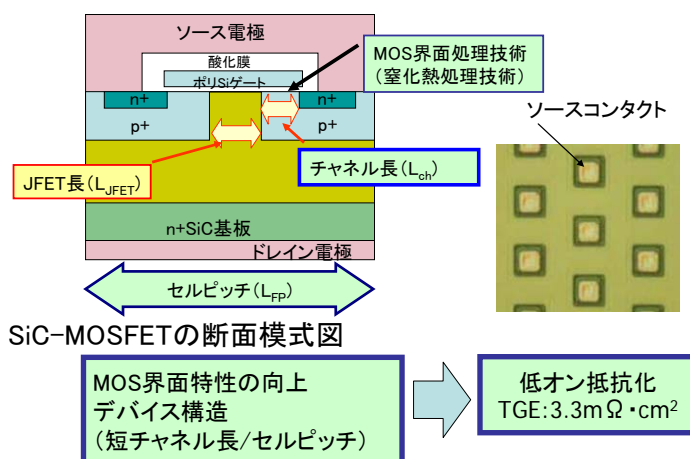 ソース電極
酸化膜
ポリSiゲート
MOS界面処理技術
(窒化熱処理技術)
n+
n+
p+
p+
ソースコンタクト
JFET長(LJFET)
チャネル長(Lch)
n+SiC基板
ドレイン電極
セルピッチ(LFP)
SiC-MOSFETの断面模式図
MOS界面特性の向上
デバイス構造
(短チャネル長/セルピッチ)
低オン抵抗化
TGE:3.3mΩ・cm²